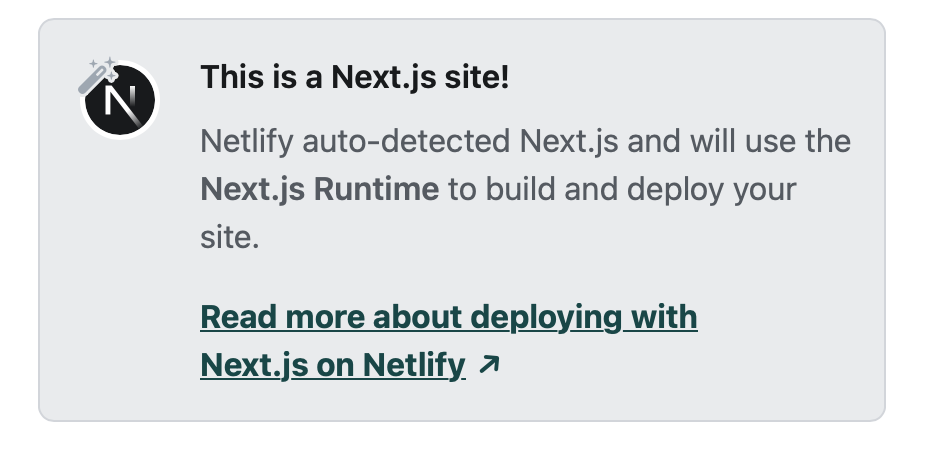 This is a Next.js site!
Netlify auto-detected Next.js and will use the
Next.js Runtime to build and deploy your
site.
Read more about deploying with
Next.js on Netlify ↗